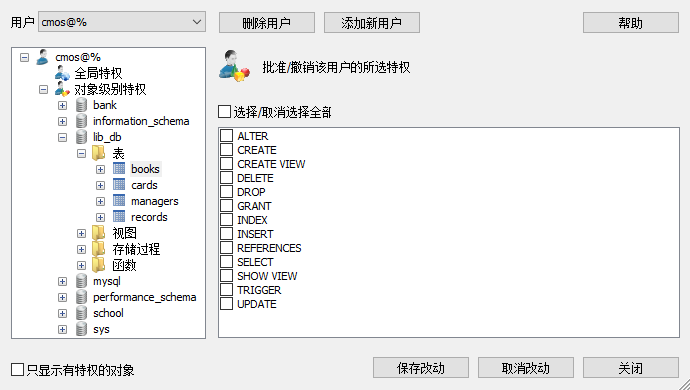 用户 cmos@% 删除用户 添加新用户 帮助
cmos@%
全局特权
对象级别特权
bank
information_schema
lib_db
表
books
cards
managers
records
视图
存储过程
函数
mysql
performance_schema
school
sys
批准/撤销该用户的所选特权
选择/取消选择全部
ALTER
CREATE
CREATE VIEW
DELETE
DROP
GRANT
INDEX
INSERT
REFERENCES
SELECT
SHOW VIEW
TRIGGER
UPDATE
只显示有特权的对象 保存改动 取消改动 关闭